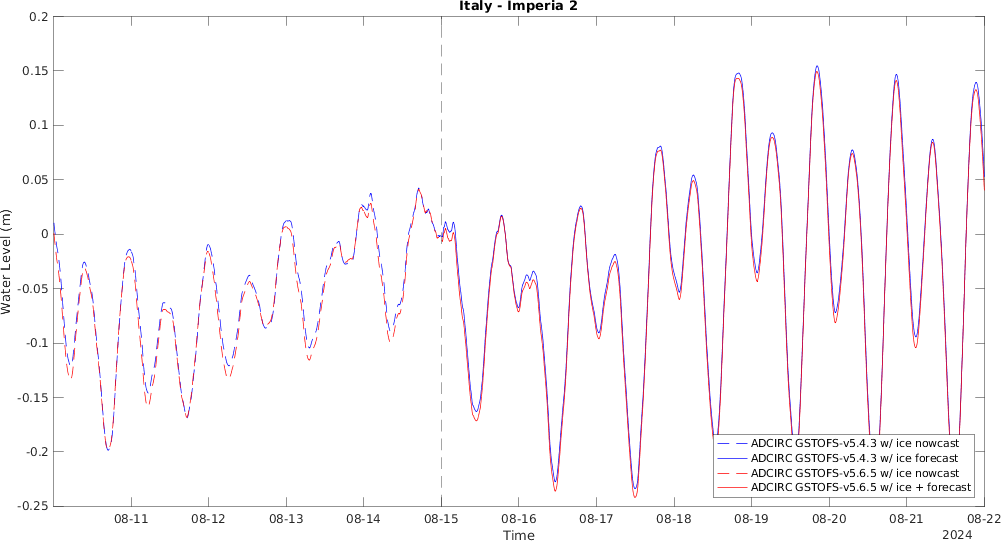 Italy - Imperia 2
0.2
0.15
0.1
0.05
0
-0.05
-0.1
-0.15
-0.2
-0.25
Water Level (m)
ADCIRC GSTOFS-v5.4.3 w/ ice nowcast
ADCIRC GSTOFS-v5.4.3 w/ ice forecast
ADCIRC GSTOFS-v5.6.5 w/ ice nowcast
ADCIRC GSTOFS-v5.6.5 w/ ice + forecast
08-11 08-12 08-13 08-14 08-15 08-16 08-17 08-18 08-19 08-20 08-21 08-22
Time
2024